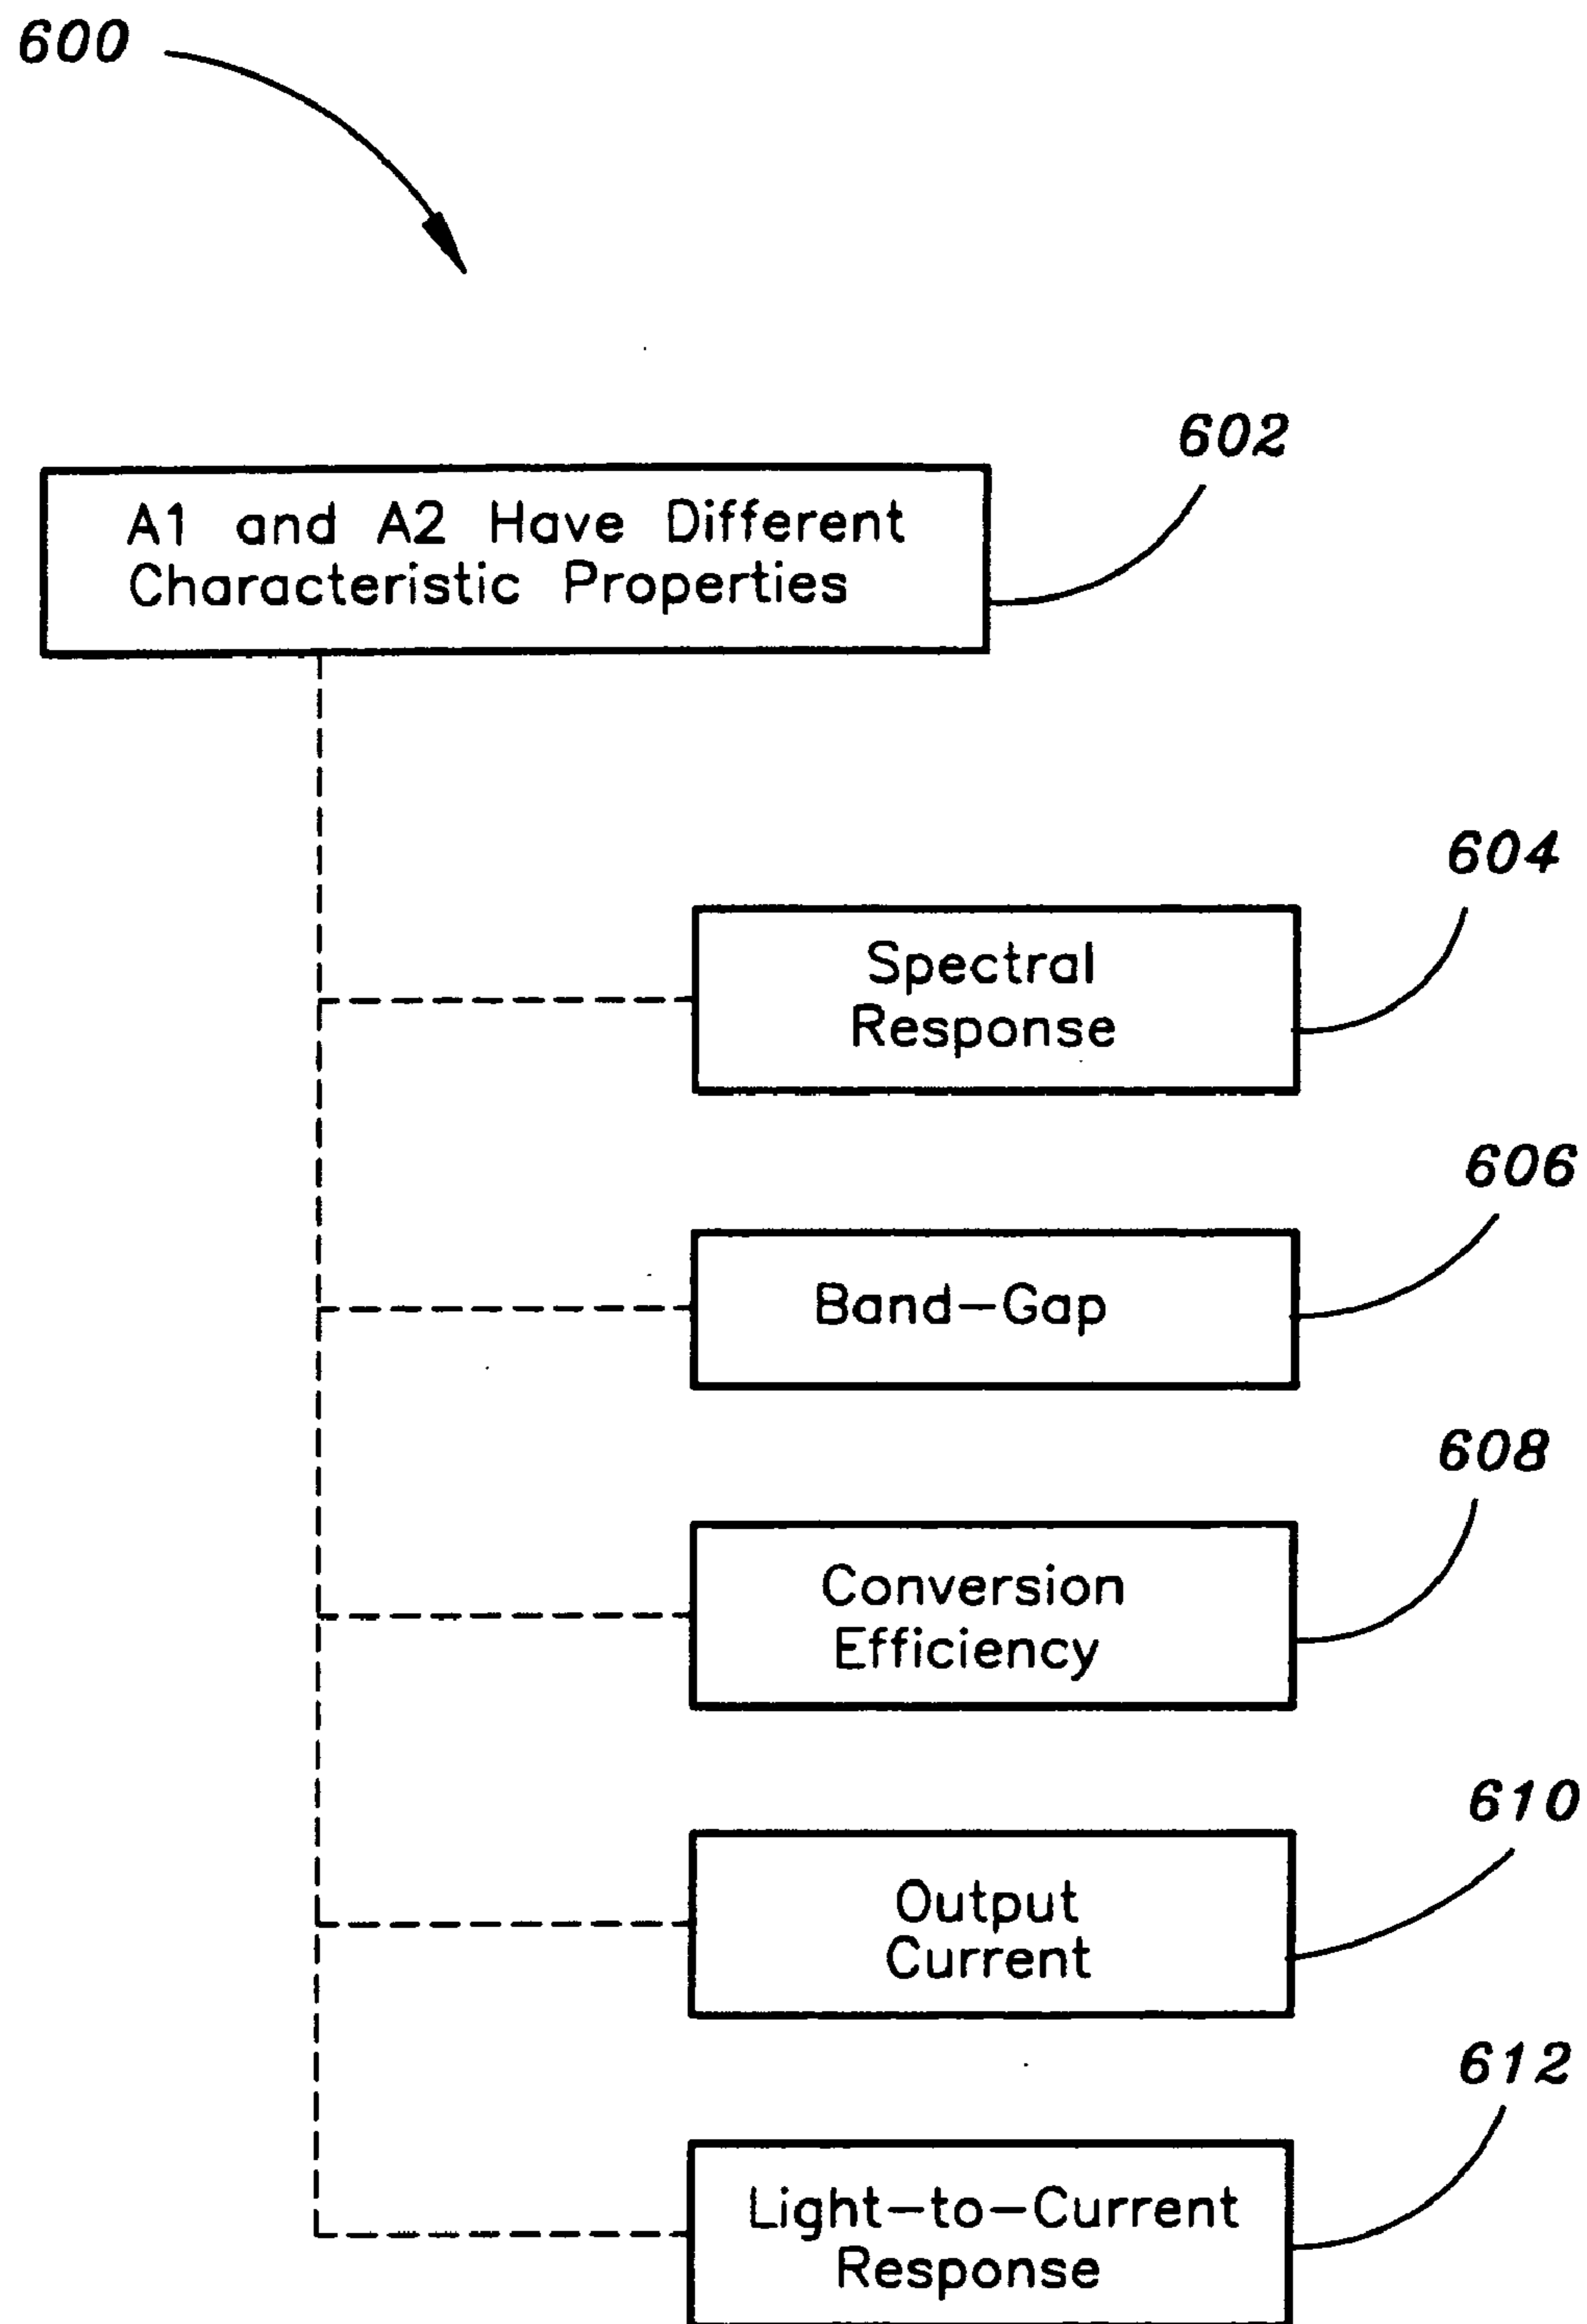 600
602
A1 and A2 Have Different
Characteristic Properties
604
Spectral
Response
606
Band-Gap
608
Conversion
Efficiency
610
Output
Current
612
Light-to-Current
Response